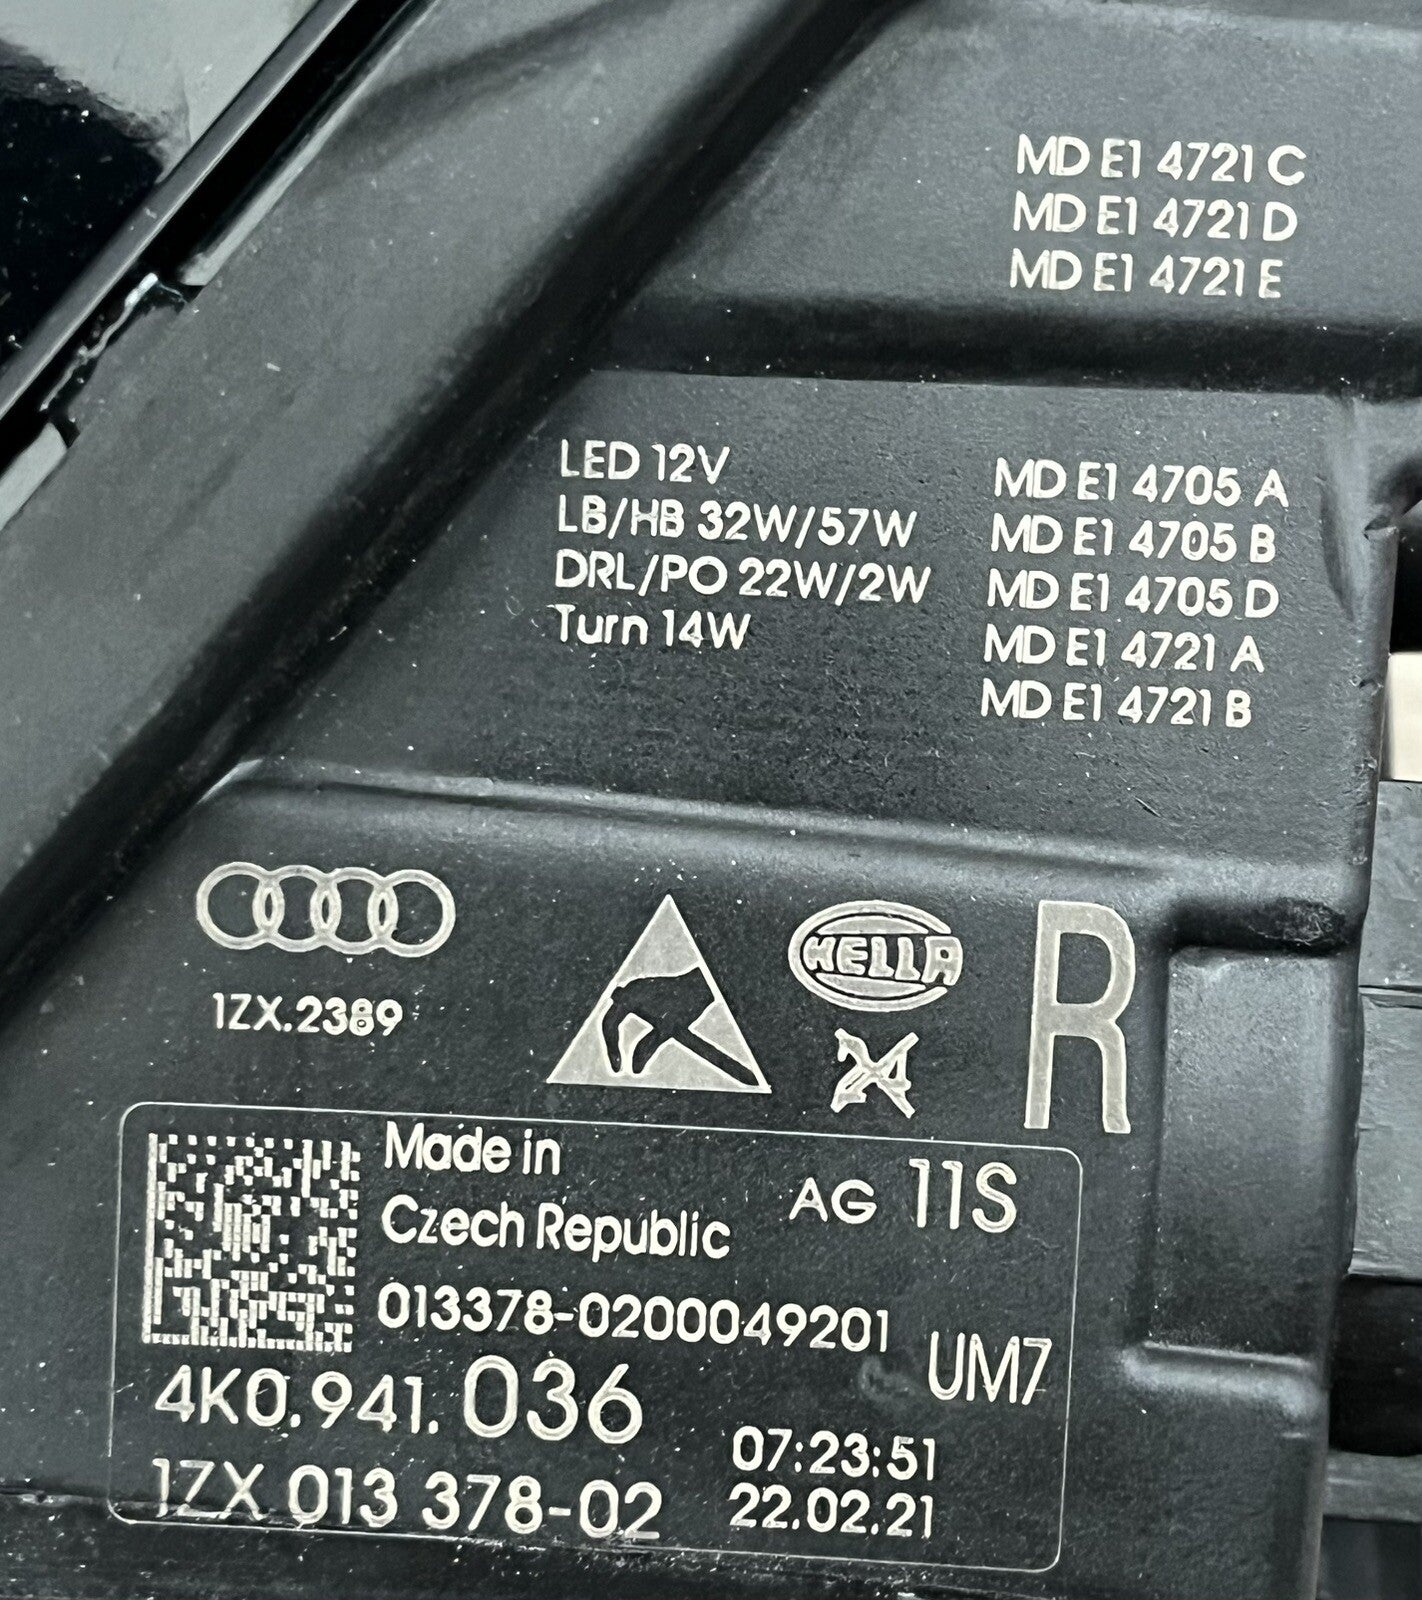 MD E1 4721 C
MD E1 4721 D
MD E1 4721 E
LED 12V
LB/HB 32W/57W
DRL/PO 22W/2W
Turn 14W
MD E1 4705 A
MD E1 4705 B
MD E1 4705 D
MD E1 4721 A
MD E1 4721 B
1ZX.2389
HELLA
24
R
Made in
Czech Republic
AG 11S
013378-0200049201
UM7
4K0.941.036
1ZX 013 378-02
07:23:51
22.02.21